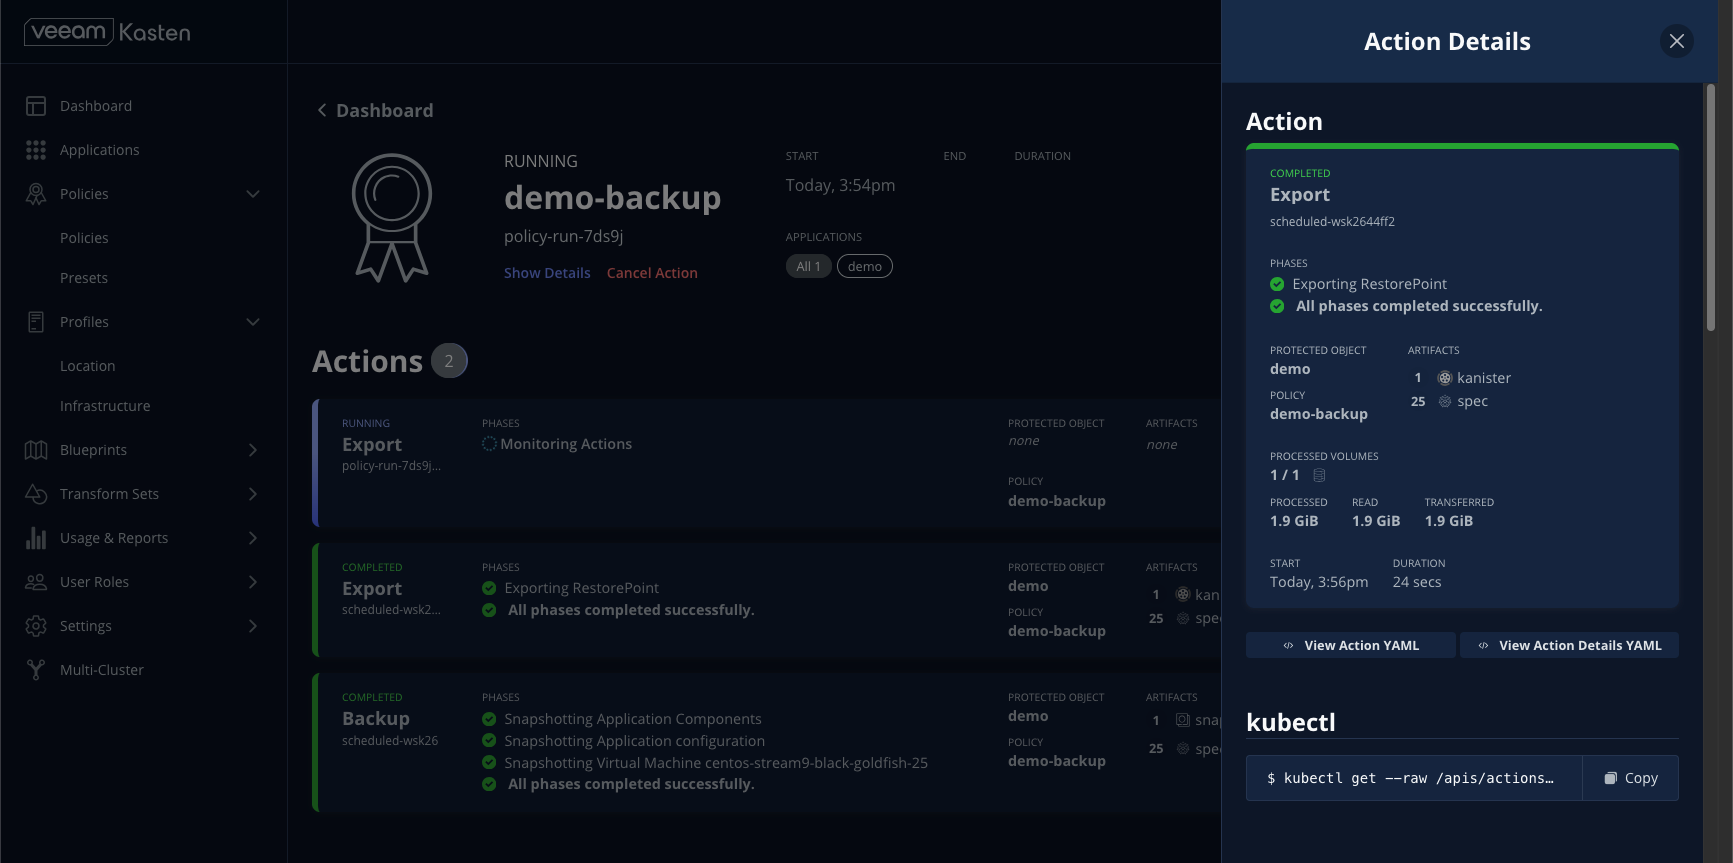 veeam Kasten
Dashboard
Applications
Policies
Policies
Presets
Profiles
Location
Infrastructure
Blueprints
Transform Sets
Usage & Reports
User Roles
Settings
Multi-Cluster
Dashboard
RUNNING
demo-backup
policy-run-7ds9j
Show Details Cancel Action
START END DURATION
Today, 3:54pm
APPLICATIONS
All 1 demo
Actions 2
RUNNING
Export
policy-run-7ds9j...
PHASES
Monitoring Actions
PROTECTED OBJECT
none
POLICY
demo-backup
ARTIFACTS
none
COMPLETED
Export
scheduled-wsk2...
PHASES
Exporting RestorePoint
All phases completed successfully.
PROTECTED OBJECT
demo
POLICY
demo-backup
ARTIFACTS
1 kan
25 spe
COMPLETED
Backup
scheduled-wsk26
PHASES
Snapshotting Application Components
Snapshotting Application configuration
Snapshotting Virtual Machine centos-stream9-black-goldfish-25
All phases completed successfully.
PROTECTED OBJECT
demo
POLICY
demo-backup
ARTIFACTS
1 snap
25 spe
Action Details
Action
COMPLETED
Export
scheduled-wsk2644ff2
PHASES
Exporting RestorePoint
All phases completed successfully.
PROTECTED OBJECT
demo
POLICY
demo-backup
ARTIFACTS
1 kanister
25 spec
PROCESSED VOLUMES
1 / 1
PROCESSED READ TRANSFERRED
1.9 GiB 1.9 GiB 1.9 GiB
START DURATION
Today, 3:56pm 24 secs
View Action YAML View Action Details YAML
kubectl
$ kubectl get --raw /apis/actions… Copy